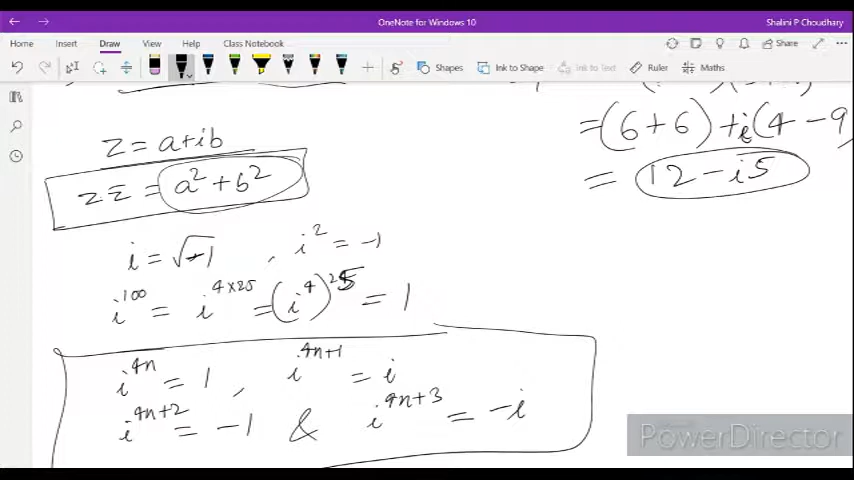 OneNote for Windows 10
Shalini P Choudhary
Home Insert Draw View Help Class Notebook Share
Shapes Ink to Shape Ink to Text Ruler Maths
z = a+ib
z z̄ = a² + b²
i = √-1 , i² = -1
i¹⁰⁰ = i⁴ˣ²⁵ = (i⁴)²⁵ = 1
i⁴ⁿ = 1 , i⁴ⁿ⁺¹ = i
i⁴ⁿ⁺² = -1 & i⁴ⁿ⁺³ = -i
= (6+6) + i(4-9
= 12 - i5
PowerDirector